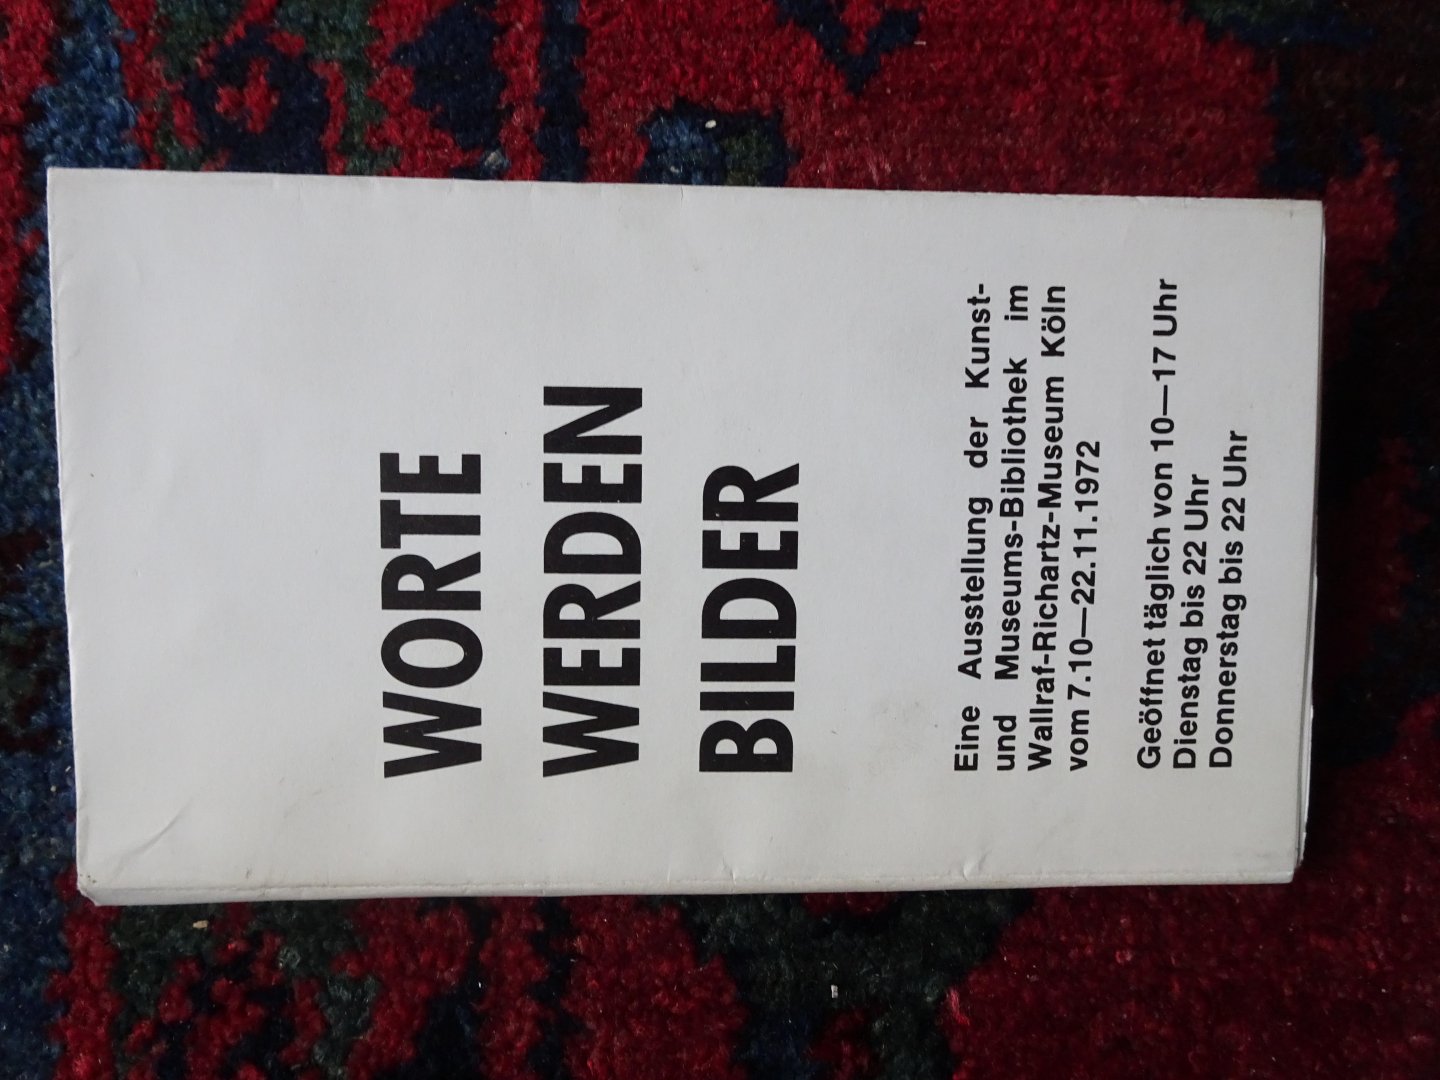 WORTE
WERDEN
BILDER
Eine Ausstellung der Kunst-
und Museums-Bibliothek im
Wallraf-Richartz-Museum Köln
vom 7.10—22.11.1972
Geöffnet täglich von 10—17 Uhr
Dienstag bis 22 Uhr
Donnerstag bis 22 Uhr